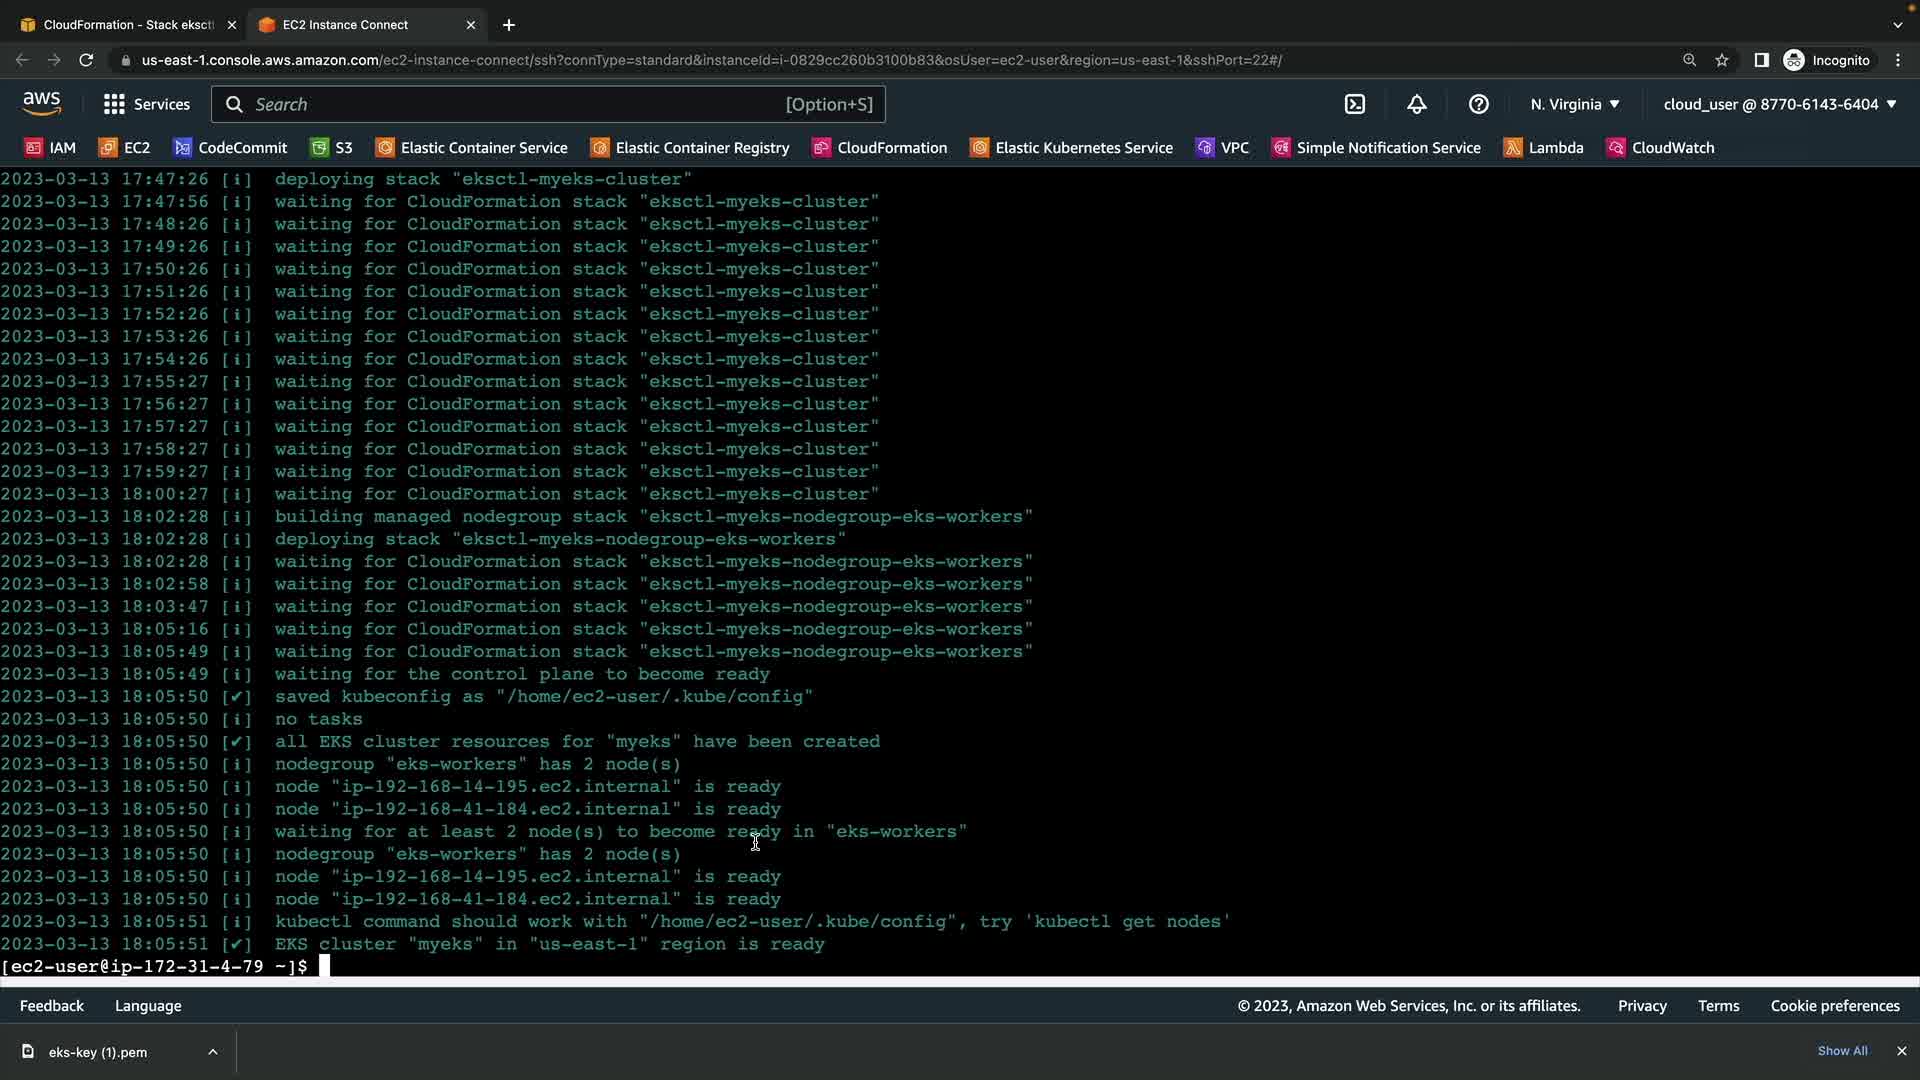 CloudFormation - Stack eksctl
EC2 Instance Connect
us-east-1.console.aws.amazon.com/ec2-instance-connect/ssh?connType=standard&instanceId=i-0829cc260b3100b83&osUser=ec2-user&region=us-east-1&sshPort=22#/
Incognito
aws
Services
Search
[Option+S]
N. Virginia
cloud_user @ 8770-6143-6404
IAM
EC2
CodeCommit
S3
Elastic Container Service
Elastic Container Registry
CloudFormation
Elastic Kubernetes Service
VPC
Simple Notification Service
Lambda
CloudWatch
2023-03-13 17:47:26 [ℹ]  deploying stack "eksctl-myeks-cluster"
2023-03-13 17:47:56 [ℹ]  waiting for CloudFormation stack "eksctl-myeks-cluster"
2023-03-13 17:48:26 [ℹ]  waiting for CloudFormation stack "eksctl-myeks-cluster"
2023-03-13 17:49:26 [ℹ]  waiting for CloudFormation stack "eksctl-myeks-cluster"
2023-03-13 17:50:26 [ℹ]  waiting for CloudFormation stack "eksctl-myeks-cluster"
2023-03-13 17:51:26 [ℹ]  waiting for CloudFormation stack "eksctl-myeks-cluster"
2023-03-13 17:52:26 [ℹ]  waiting for CloudFormation stack "eksctl-myeks-cluster"
2023-03-13 17:53:26 [ℹ]  waiting for CloudFormation stack "eksctl-myeks-cluster"
2023-03-13 17:54:26 [ℹ]  waiting for CloudFormation stack "eksctl-myeks-cluster"
2023-03-13 17:55:27 [ℹ]  waiting for CloudFormation stack "eksctl-myeks-cluster"
2023-03-13 17:56:27 [ℹ]  waiting for CloudFormation stack "eksctl-myeks-cluster"
2023-03-13 17:57:27 [ℹ]  waiting for CloudFormation stack "eksctl-myeks-cluster"
2023-03-13 17:58:27 [ℹ]  waiting for CloudFormation stack "eksctl-myeks-cluster"
2023-03-13 17:59:27 [ℹ]  waiting for CloudFormation stack "eksctl-myeks-cluster"
2023-03-13 18:00:27 [ℹ]  waiting for CloudFormation stack "eksctl-myeks-cluster"
2023-03-13 18:02:28 [ℹ]  building managed nodegroup stack "eksctl-myeks-nodegroup-eks-workers"
2023-03-13 18:02:28 [ℹ]  deploying stack "eksctl-myeks-nodegroup-eks-workers"
2023-03-13 18:02:28 [ℹ]  waiting for CloudFormation stack "eksctl-myeks-nodegroup-eks-workers"
2023-03-13 18:02:58 [ℹ]  waiting for CloudFormation stack "eksctl-myeks-nodegroup-eks-workers"
2023-03-13 18:03:47 [ℹ]  waiting for CloudFormation stack "eksctl-myeks-nodegroup-eks-workers"
2023-03-13 18:05:16 [ℹ]  waiting for CloudFormation stack "eksctl-myeks-nodegroup-eks-workers"
2023-03-13 18:05:49 [ℹ]  waiting for CloudFormation stack "eksctl-myeks-nodegroup-eks-workers"
2023-03-13 18:05:49 [ℹ]  waiting for the control plane to become ready
2023-03-13 18:05:50 [✔]  saved kubeconfig as "/home/ec2-user/.kube/config"
2023-03-13 18:05:50 [ℹ]  no tasks
2023-03-13 18:05:50 [✔]  all EKS cluster resources for "myeks" have been created
2023-03-13 18:05:50 [ℹ]  nodegroup "eks-workers" has 2 node(s)
2023-03-13 18:05:50 [ℹ]  node "ip-192-168-14-195.ec2.internal" is ready
2023-03-13 18:05:50 [ℹ]  node "ip-192-168-41-184.ec2.internal" is ready
2023-03-13 18:05:50 [ℹ]  waiting for at least 2 node(s) to become ready in "eks-workers"
2023-03-13 18:05:50 [ℹ]  nodegroup "eks-workers" has 2 node(s)
2023-03-13 18:05:50 [ℹ]  node "ip-192-168-14-195.ec2.internal" is ready
2023-03-13 18:05:50 [ℹ]  node "ip-192-168-41-184.ec2.internal" is ready
2023-03-13 18:05:51 [ℹ]  kubectl command should work with "/home/ec2-user/.kube/config", try 'kubectl get nodes'
2023-03-13 18:05:51 [✔]  EKS cluster "myeks" in "us-east-1" region is ready
[ec2-user@ip-172-31-4-79 ~]$
Feedback
Language
© 2023, Amazon Web Services, Inc. or its affiliates.
Privacy
Terms
Cookie preferences
eks-key (1).pem
Show All